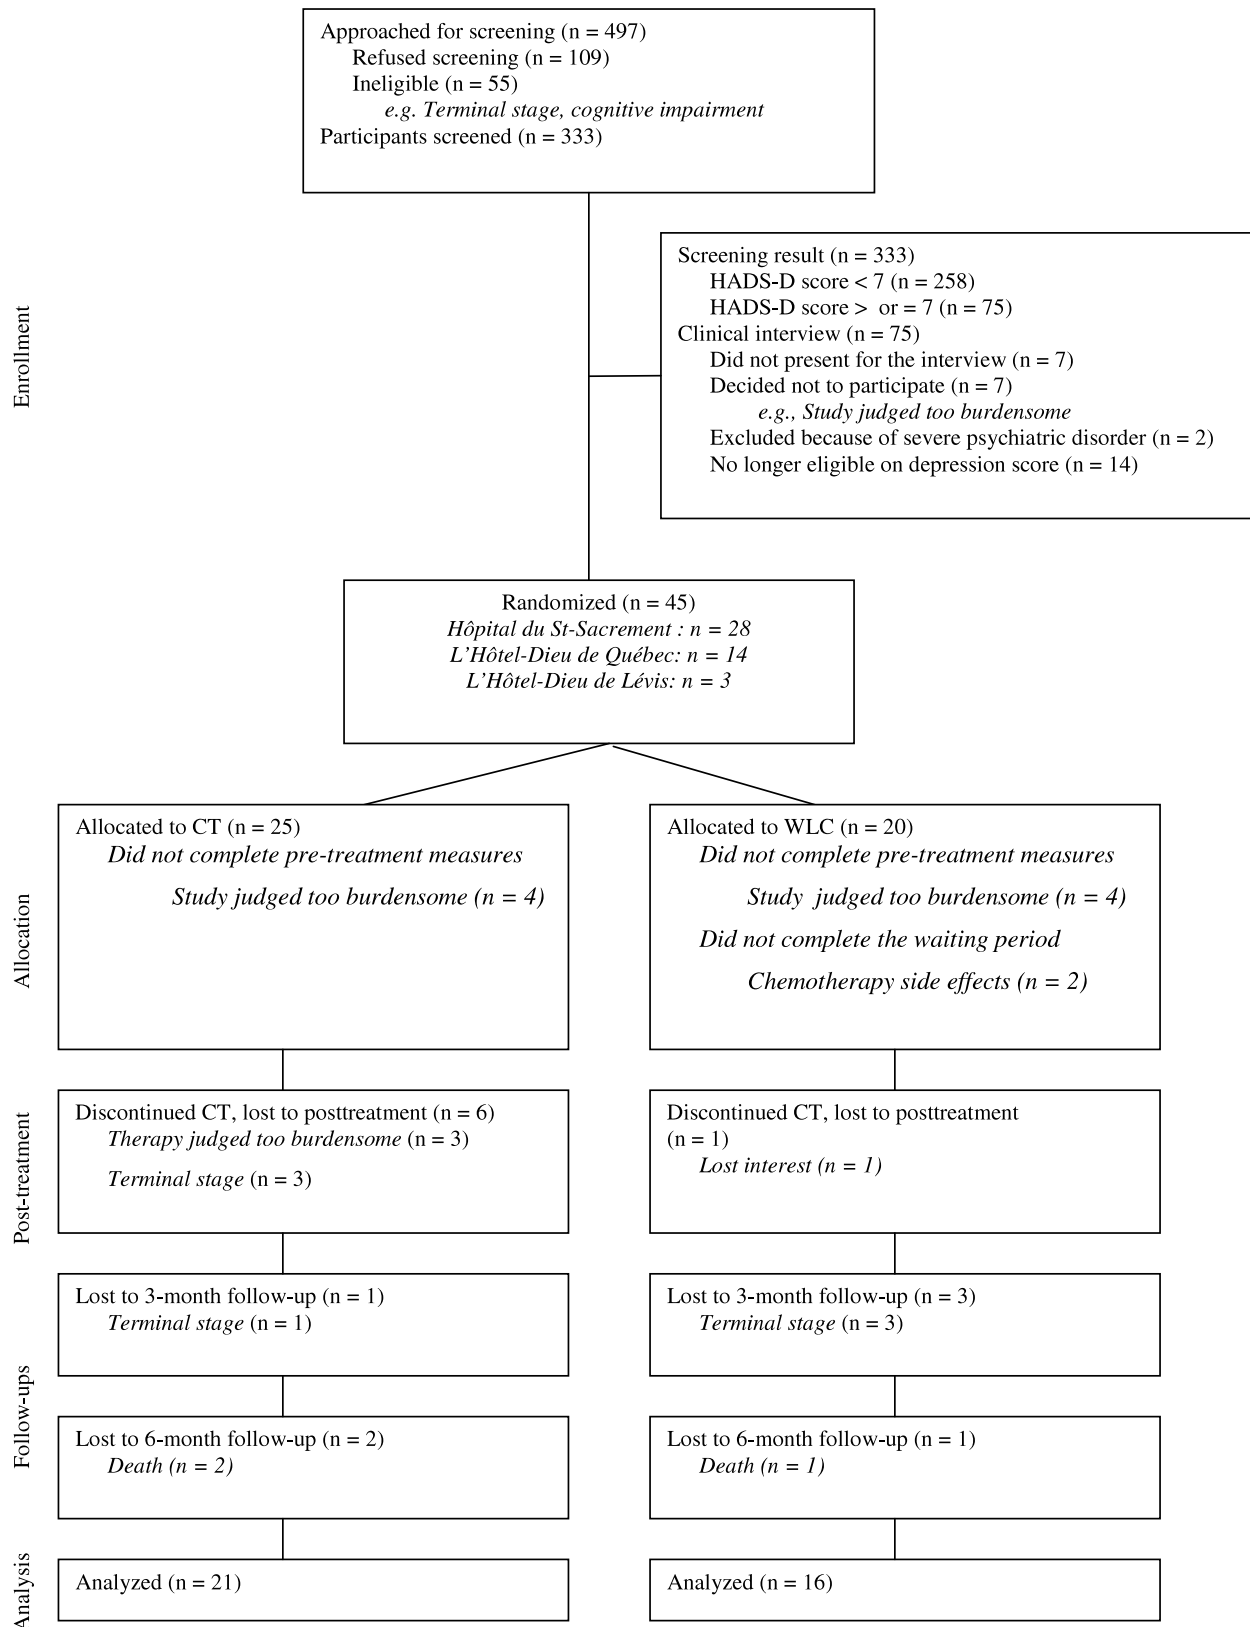 Approached for screening (n = 497)
Refused screening (n = 109)
Ineligible (n = 55)
e.g. Terminal stage, cognitive impairment
Participants screened (n = 333)
Enrollment
Screening result (n = 333)
HADS-D score < 7 (n = 258)
HADS-D score >  or = 7 (n = 75)
Clinical interview (n = 75)
Did not present for the interview (n = 7)
Decided not to participate (n = 7)
e.g., Study judged too burdensome
Excluded because of severe psychiatric disorder (n = 2)
No longer eligible on depression score (n = 14)
Randomized (n = 45)
Hôpital du St-Sacrement : n = 28
L'Hôtel-Dieu de Québec: n = 14
L'Hôtel-Dieu de Lévis: n = 3
Allocation
Allocated to CT (n = 25)
Did not complete pre-treatment measures
Study judged too burdensome (n = 4)
Allocated to WLC (n = 20)
Did not complete pre-treatment measures
Study  judged too burdensome (n = 4)
Did not complete the waiting period
Chemotherapy side effects (n = 2)
Post-treatment
Discontinued CT, lost to posttreatment (n = 6)
Therapy judged too burdensome (n = 3)
Terminal stage (n = 3)
Discontinued CT, lost to posttreatment
(n = 1)
Lost interest (n = 1)
Follow-ups
Lost to 3-month follow-up (n = 1)
Terminal stage (n = 1)
Lost to 3-month follow-up (n = 3)
Terminal stage (n = 3)
Lost to 6-month follow-up (n = 2)
Death (n = 2)
Lost to 6-month follow-up (n = 1)
Death (n = 1)
Analysis
Analyzed (n = 21)
Analyzed (n = 16)